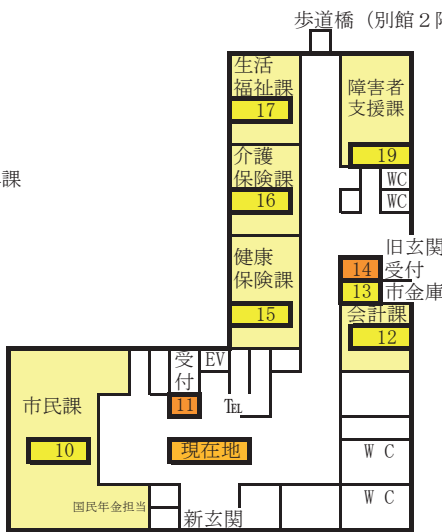 歩道橋（別館２階
生活
福祉課
17
障害者
支援課
19
介護
保険課
16
課
WC
WC
旧玄関
14
受付
13
市金庫
健康
保険課
15
会計課
12
受
付
EV
11
℡
市民課
10
現在地
W C
国民年金担当
新玄関
W C